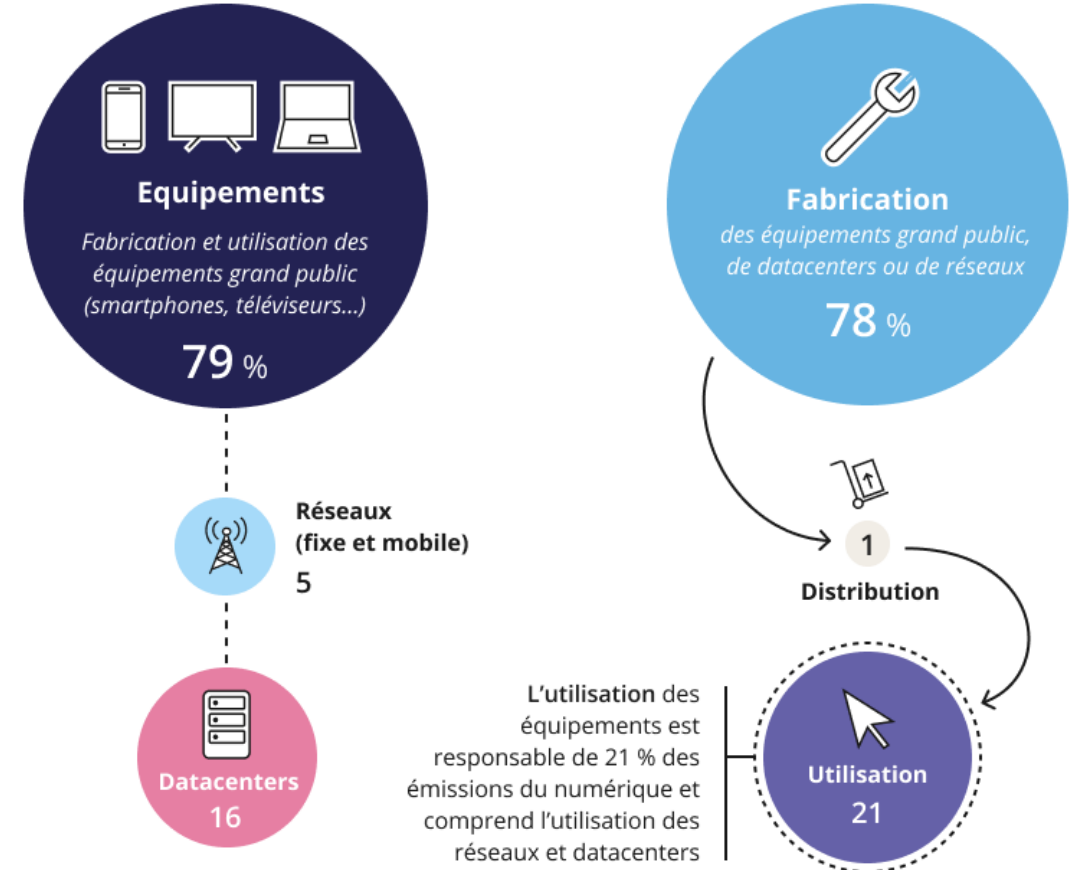 Equipements
Fabrication et utilisation des
équipements grand public
(smartphones, téléviseurs...)
79 %
Réseaux
(fixe et mobile)
5
Datacenters
16
Fabrication
des équipements grand public,
de datacenters ou de réseaux
78 %
1
Distribution
L’utilisation des
équipements est
responsable de 21 % des
émissions du numérique et
comprend l’utilisation des
réseaux et datacenters
Utilisation
21